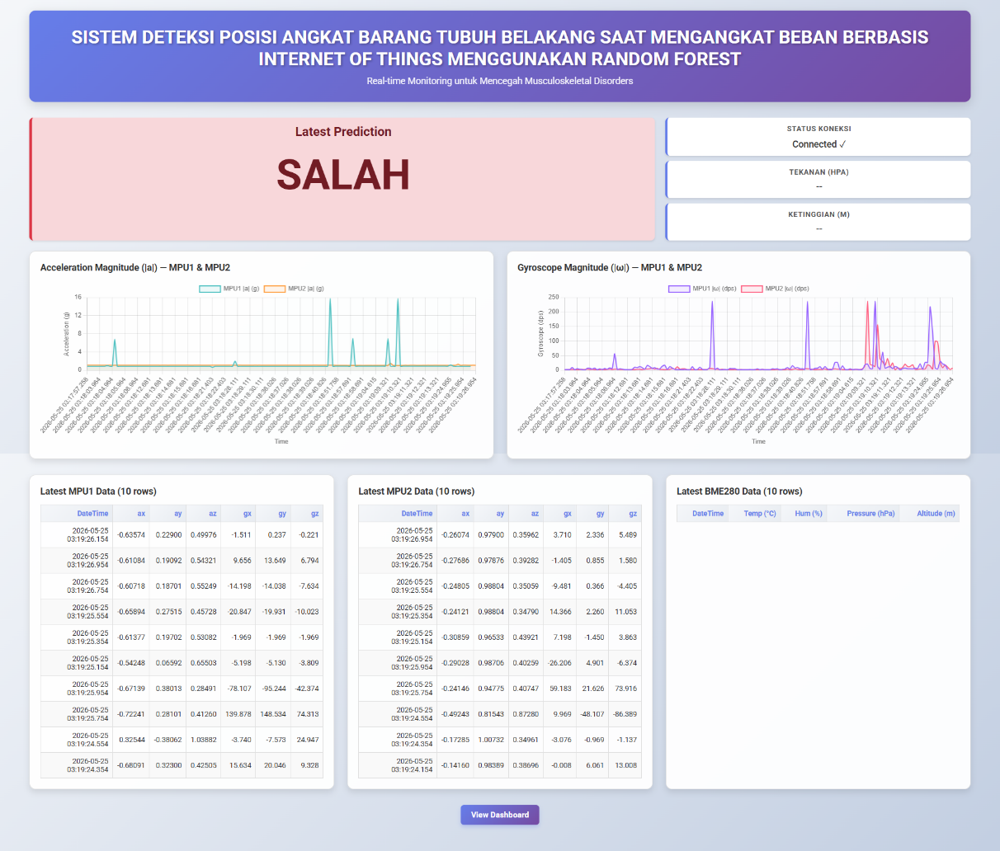 SISTEM DETEKSI POSISI ANGKAT BARANG TUBUH BELAKANG SAAT MENGANGKAT BEBAN BERBASIS
INTERNET OF THINGS MENGGUNAKAN RANDOM FOREST
Real-time Monitoring untuk Mencegah Musculoskeletal Disorders
Latest Prediction
SALAH
STATUS KONEKSI
Connected ✓
TEKANAN (HPA)
--
KETINGGIAN (M)
--
Acceleration Magnitude (|a|) — MPU1 & MPU2
MPU1 |a| (g) MPU2 |a| (g)
Acceleration (g)
16
12
8
4
0
Time
Gyroscope Magnitude (|ω|) — MPU1 & MPU2
MPU1 |ω| (dps) MPU2 |ω| (dps)
Gyroscope (dps)
250
200
150
100
50
0
Time
Latest MPU1 Data (10 rows)
DateTime ax ay az gx gy gz
2026-05-25 03:19:26.154 -0.63574 0.22900 0.49976 -1.511 0.237 -0.221
2026-05-25 03:19:26.954 -0.61084 0.19092 0.54321 9.656 13.649 6.794
2026-05-25 03:19:26.754 -0.60718 0.18701 0.55249 -14.198 -14.038 -7.634
2026-05-25 03:19:25.554 -0.65894 0.27515 0.45728 -20.847 -19.931 -10.023
2026-05-25 03:19:25.354 -0.61377 0.19702 0.53082 -1.969 -1.969 -1.969
2026-05-25 03:19:25.154 -0.54248 0.06592 0.65503 -5.198 -5.130 -3.809
2026-05-25 03:19:25.954 -0.67139 0.38013 0.28491 -78.107 -95.244 -42.374
2026-05-25 03:19:25.754 -0.72241 0.28101 0.41260 139.878 148.534 74.313
2026-05-25 03:19:24.554 0.32544 -0.38062 1.03882 -3.740 -7.573 24.947
2026-05-25 03:19:24.354 -0.68091 0.32300 0.42505 15.634 20.046 9.328
Latest MPU2 Data (10 rows)
DateTime ax ay az gx gy gz
2026-05-25 03:19:26.954 -0.26074 0.97900 0.35962 3.710 2.336 5.489
2026-05-25 03:19:26.754 -0.27686 0.97876 0.39282 -1.405 0.855 1.580
2026-05-25 03:19:25.554 -0.24805 0.98804 0.35059 -9.481 0.366 -4.405
2026-05-25 03:19:25.354 -0.24121 0.98804 0.34790 14.366 2.260 11.053
2026-05-25 03:19:25.154 -0.30859 0.96533 0.43921 7.198 -1.450 3.863
2026-05-25 03:19:25.954 -0.29028 0.98706 0.40259 -26.206 4.901 -6.374
2026-05-25 03:19:25.754 -0.24146 0.94775 0.40747 59.183 21.626 73.916
2026-05-25 03:19:24.554 -0.49243 0.81543 0.87280 9.969 -48.107 -86.389
2026-05-25 03:19:24.354 -0.17285 1.00732 0.34961 -3.076 -0.969 -1.137
2026-05-25 03:19:24.154 -0.14160 0.98389 0.38696 -0.008 6.061 13.008
Latest BME280 Data (10 rows)
DateTime Temp (°C) Hum (%) Pressure (hPa) Altitude (m)
View Dashboard